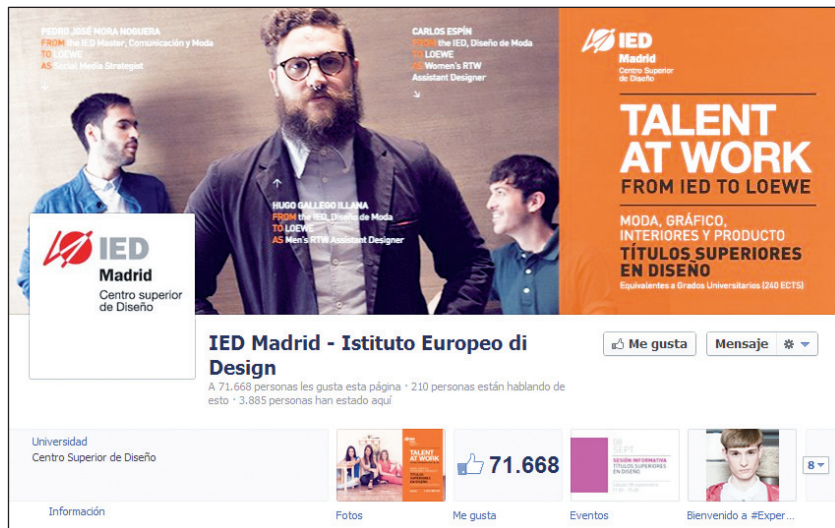 PEDRO JOSÉ MORA NOGUERA
FROM the IED Master, Comunicación y Moda
TO LOEWE
AS Social Media Strategist
CARLOS ESPÍN
FROM the IED, Diseño de Moda
TO LOEWE
AS Women's RTW
Assistant Designer
HUGO GALLEGO ILLANA
FROM the IED, Diseño de Moda
TO LOEWE
AS Men's RTW Assistant Designer
IED
Madrid
Centro Superior
de Diseño
TALENT
AT WORK
FROM IED TO LOEWE
MODA, GRÁFICO,
INTERIORES Y PRODUCTO
TÍTULOS SUPERIORES
EN DISEÑO
Equivalentes a Grados Universitarios (240 ECTS)
IED
Madrid
Centro superior
de Diseño
IED Madrid - Istituto Europeo di
Design
A 71.668 personas les gusta esta página · 210 personas están hablando de
esto · 3.885 personas han estado aquí
Me gusta
Mensaje
Universidad
Centro Superior de Diseño
Información
TALENT
AT WORK
Fotos
71.668
Me gusta
SEPT
SESIÓN INFORMATIVA
TÍTULOS SUPERIORES
EN DISEÑO
Eventos
Bienvenido a #Exper...
8